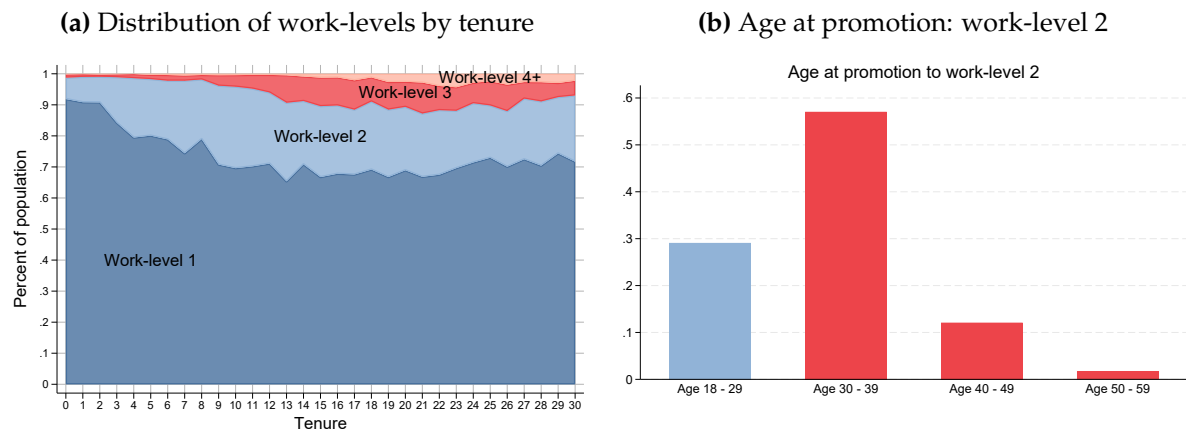 (a) Distribution of work-levels by tenure
Percent of population
1
.9
.8
.7
.6
.5
.4
.3
.2
.1
0
Work-level 4+
Work-level 3
Work-level 2
Work-level 1
0 1 2 3 4 5 6 7 8 9 10 11 12 13 14 15 16 17 18 19 20 21 22 23 24 25 26 27 28 29 30
Tenure
(b) Age at promotion: work-level 2
Age at promotion to work-level 2
.6
.5
.4
.3
.2
.1
0
Age 18 - 29 Age 30 - 39 Age 40 - 49 Age 50 - 59